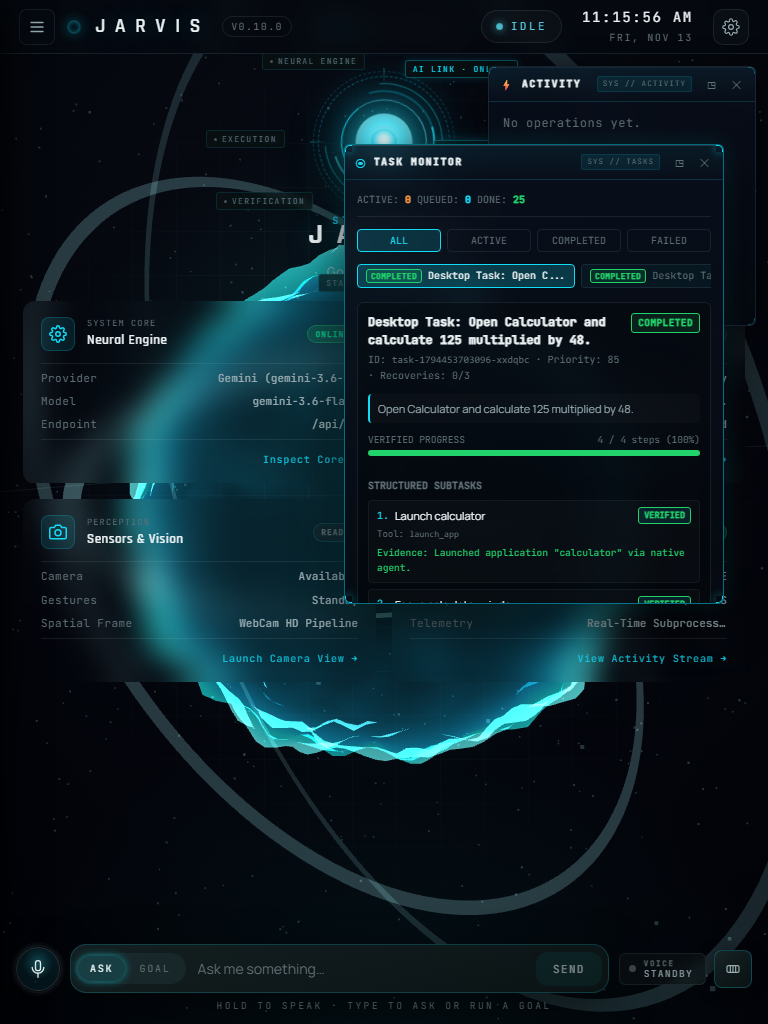 JARVIS
V0.10.0
IDLE
11:15:56 AM
FRI, NOV 13
NEURAL ENGINE
AI LINK · ONL
EXECUTION
VERIFICATION
ACTIVITY
SYS // ACTIVITY
No operations yet.
TASK MONITOR
SYS // TASKS
ACTIVE: 0 QUEUED: 0 DONE: 25
ALL
ACTIVE
COMPLETED
FAILED
COMPLETED Desktop Task: Open C...
COMPLETED Desktop Ta
Desktop Task: Open Calculator and
calculate 125 multiplied by 48.
COMPLETED
ID: task-1794453703096-xxdqbc · Priority: 85
· Recoveries: 0/3
Open Calculator and calculate 125 multiplied by 48.
VERIFIED PROGRESS
4 / 4 steps (100%)
STRUCTURED SUBTASKS
1. Launch calculator
VERIFIED
Tool: launch_app
Evidence: Launched application "calculator" via native
agent.
SYSTEM CORE
Neural Engine
ONLIN
Provider
Gemini (gemini-3.6-
Model
gemini-3.6-fla
Endpoint
/api/
Inspect Core
PERCEPTION
Sensors & Vision
READ
Camera
Availab
Gestures
Standby
Spatial Frame
WebCam HD Pipeline
Launch Camera View →
Telemetry
Real-Time Subprocess…
View Activity Stream →
ASK
GOAL
Ask me something...
SEND
VOICE
STANDBY
HOLD TO SPEAK · TYPE TO ASK OR RUN A GOAL